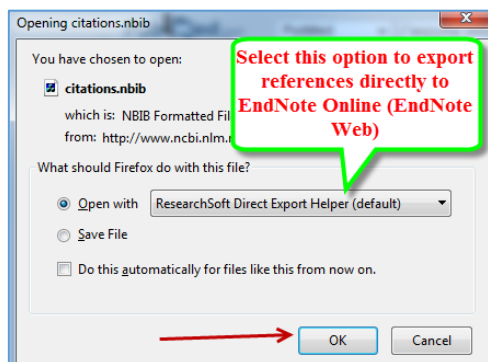 Opening citations.nbib
You have chosen to open:
citations.nbib
which is: NBIB Formatted
from: http://www.ncbi.nlm.
Select this option to export
references directly to
EndNote Online (EndNote
Web)
What should Firefox do with this file?
Open with ResearchSoft Direct Export Helper (default)
Save File
Do this automatically for files like this from now on.
OK Cancel